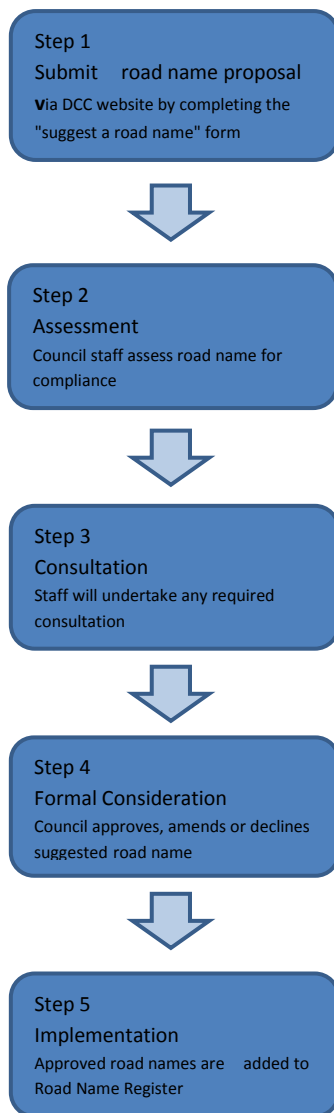 Step 1
Submit road name proposal
via DCC website by completing the
"suggest a road name" form
Step 2
Assessment
Council staff assess road name for
compliance
Step 3
Consultation
Staff will undertake any required
consultation
Step 4
Formal Consideration
Council approves, amends or declines
suggested road name
Step 5
Implementation
Approved road names are added to
Road Name Register